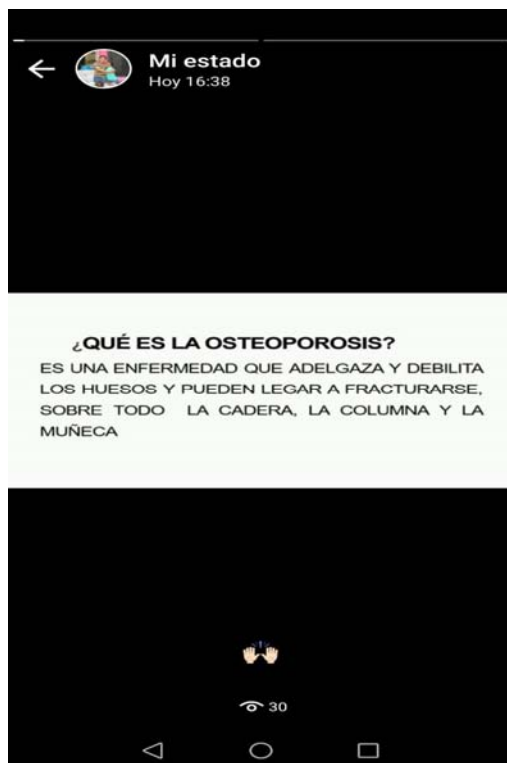 Mi estado
Hoy 16:38
¿QUÉ ES LA OSTEOPOROSIS?
ES UNA ENFERMEDAD QUE ADELGAZA Y DEBILITA
LOS HUESOS Y PUEDEN LEGAR A FRACTURARSE,
SOBRE TODO LA CADERA, LA COLUMNA Y LA
MUÑECA
🙌🏻
30